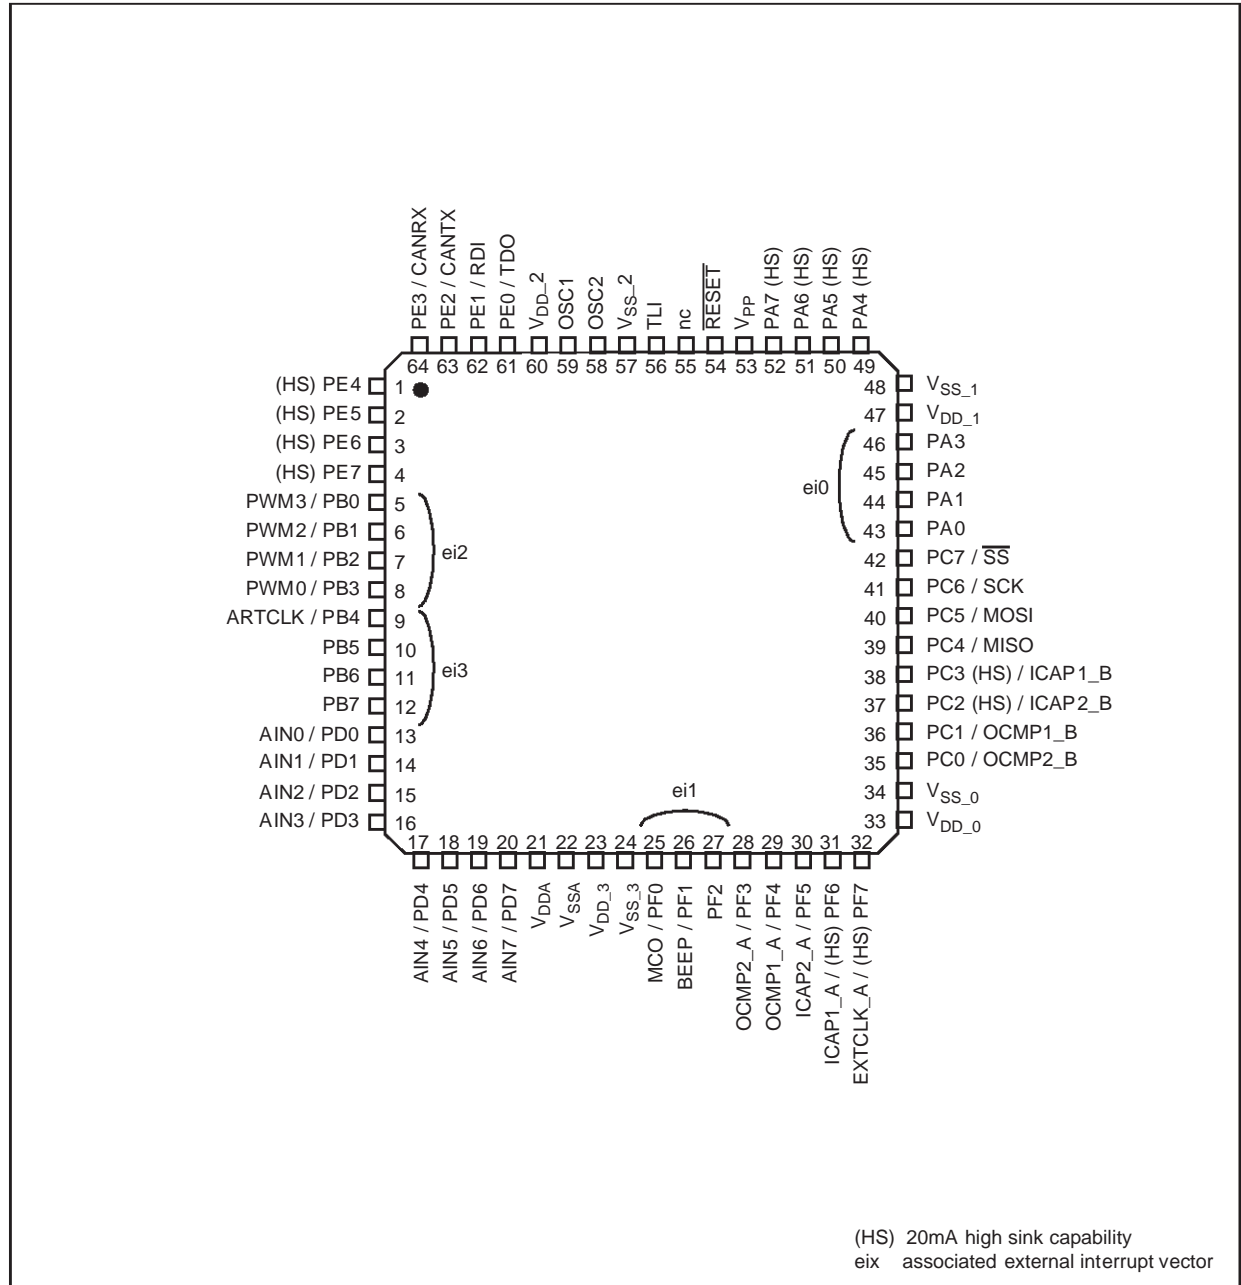 PE3 / CANRX
PE2 / CANTX
PE1 / RDI
PE0 / TDO
VDD_2
OSC1
OSC2
VSS_2
TLI
nc
RESET
VPP
PA7 (HS)
PA6 (HS)
PA5 (HS)
PA4 (HS)
64 63 62 61 60 59 58 57 56 55 54 53 52 51 50 49
(HS) PE4 1
(HS) PE5 2
(HS) PE6 3
(HS) PE7 4
PWM3 / PB0 5
PWM2 / PB1 6
PWM1 / PB2 7
PWM0 / PB3 8
ARTCLK / PB4 9
PB5 10
PB6 11
PB7 12
AIN0 / PD0 13
AIN1 / PD1 14
AIN2 / PD2 15
AIN3 / PD3 16
ei2
ei3
ei0
ei1
48 VSS_1
47 VDD_1
46 PA3
45 PA2
44 PA1
43 PA0
42 PC7 / SS
41 PC6 / SCK
40 PC5 / MOSI
39 PC4 / MISO
38 PC3 (HS) / ICAP1_B
37 PC2 (HS) / ICAP2_B
36 PC1 / OCMP1_B
35 PC0 / OCMP2_B
34 VSS_0
33 VDD_0
17 18 19 20 21 22 23 24 25 26 27 28 29 30 31 32
AIN4 / PD4
AIN5 / PD5
AIN6 / PD6
AIN7 / PD7
VDDA
VSSA
VDD_3
VSS_3
MCO / PF0
BEEP / PF1
PF2
OCMP2_A / PF3
OCMP1_A / PF4
ICAP2_A / PF5
ICAP1_A / (HS) PF6
EXTCLK_A / (HS) PF7
(HS) 20mA high sink capability
eix associated external interrupt vector